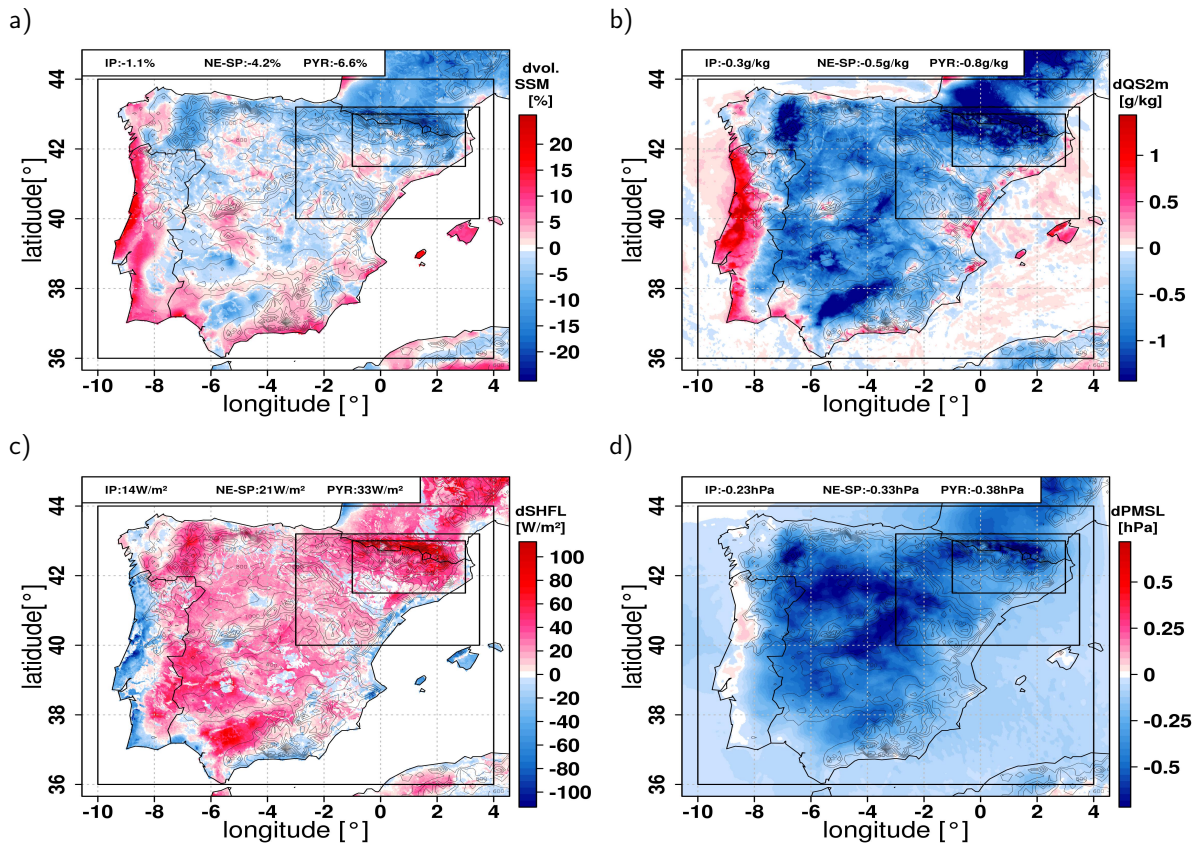 a)
IP:-1.1% NE-SP:-4.2% PYR:-6.6%
dvol.
SSM
[%]
20
15
10
5
0
-5
-10
-15
-20
44
42
40
38
36
latidude[°]
-10 -8 -6 -4 -2 0 2 4
longitude [°]
b)
IP:-0.3g/kg NE-SP:-0.5g/kg PYR:-0.8g/kg
dQS2m
[g/kg]
1
0.5
0
-0.5
-1
44
42
40
38
36
latidude[°]
-10 -8 -6 -4 -2 0 2 4
longitude [°]
c)
IP:14W/m² NE-SP:21W/m² PYR:33W/m²
dSHFL
[W/m²]
100
80
60
40
20
0
-20
-40
-60
-80
-100
44
42
40
38
36
latidude[°]
-10 -8 -6 -4 -2 0 2 4
longitude [°]
d)
IP:-0.23hPa NE-SP:-0.33hPa PYR:-0.38hPa
dPMSL
[hPa]
0.5
0.25
0
-0.25
-0.5
44
42
40
38
36
latidude[°]
-10 -8 -6 -4 -2 0 2 4
longitude [°]